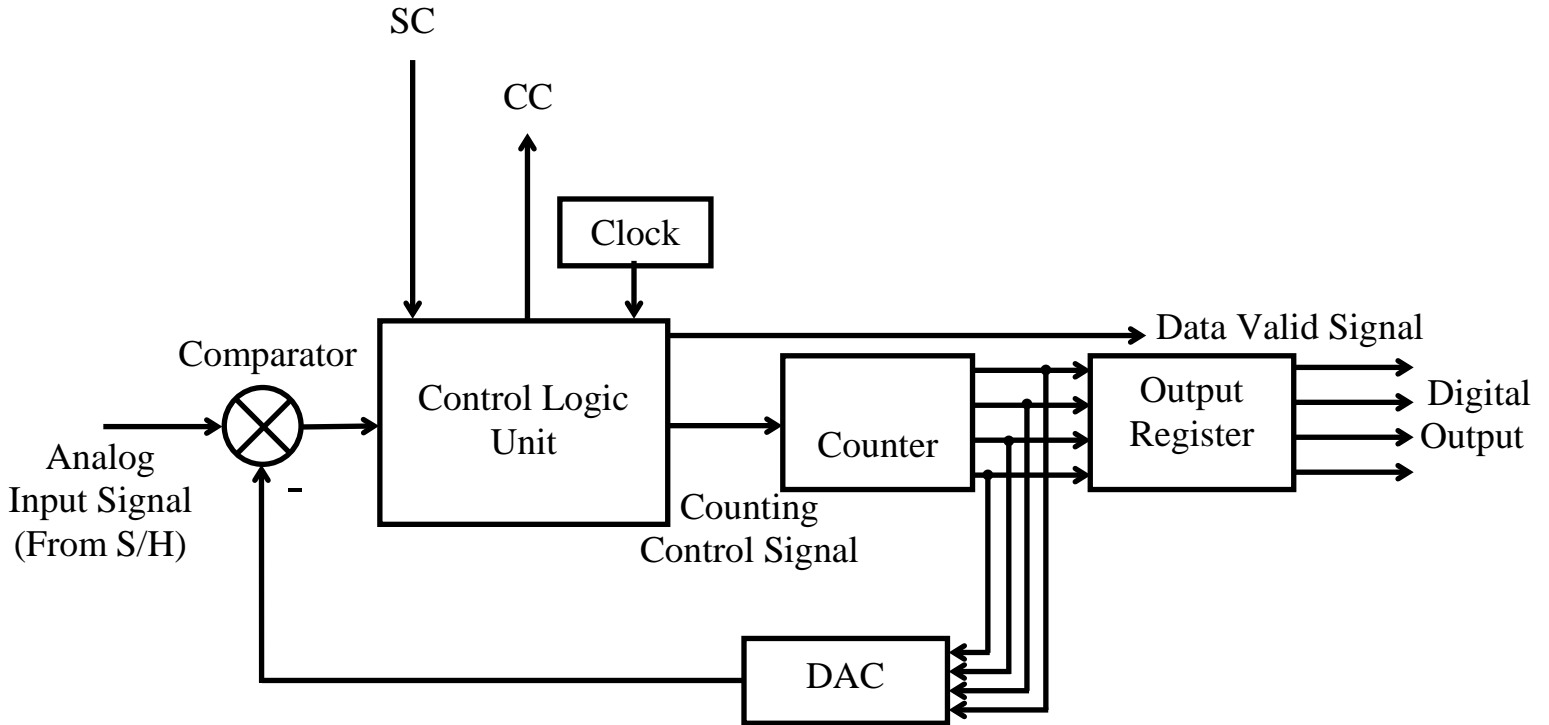 SC
CC
Clock
Data Valid Signal
Comparator
Control Logic
Unit
Counter
Output
Register
Digital
Output
Analog
Input Signal
(From S/H)
-
Counting
Control Signal
DAC